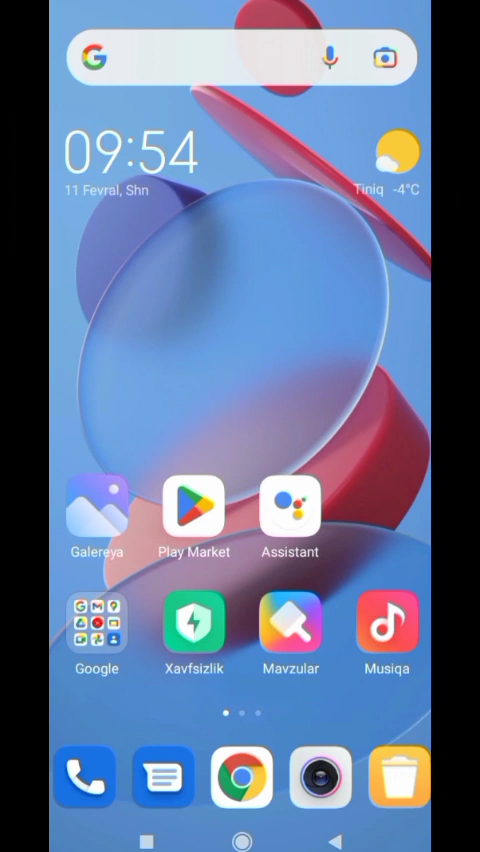 09:54
11 Fevral, Shn
Tiniq -4°C
Galereya
Play Market
Assistant
Google
Xavfsizlik
Mavzular
Musiqa